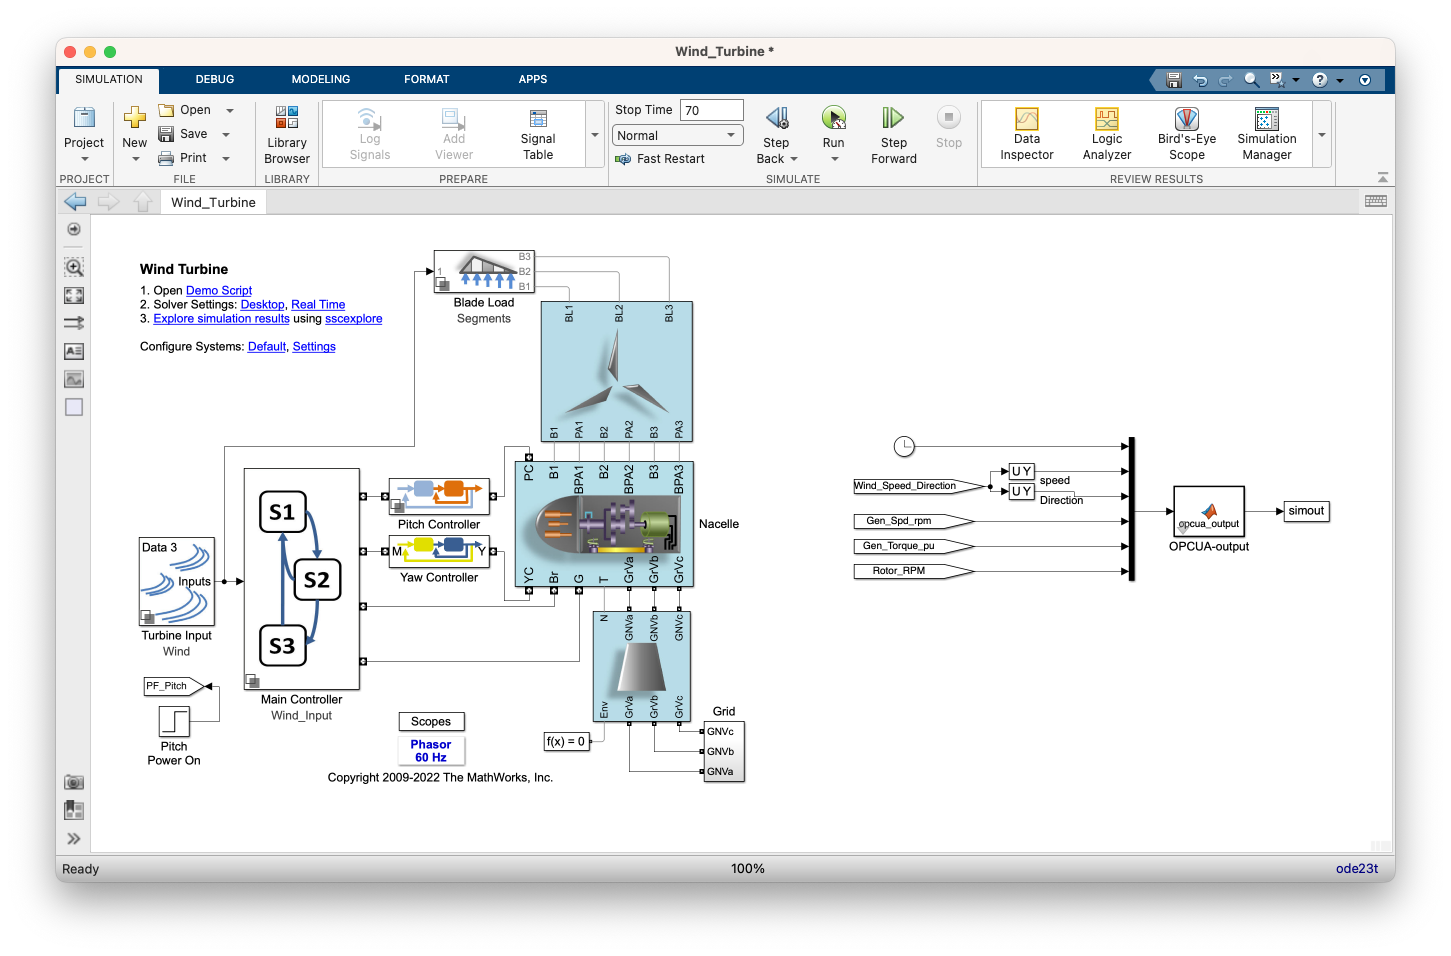 Wind_Turbine *
SIMULATION DEBUG MODELING FORMAT APPS
Project
PROJECT
New
Open
Save
Print
FILE
Library
Browser
LIBRARY
Log
Signals
Add
Viewer
Signal
Table
PREPARE
Stop Time 70
Normal
Fast Restart
Step
Back
Run
Step
Forward
Stop
SIMULATE
Data
Inspector
Logic
Analyzer
Bird's-Eye
Scope
Simulation
Manager
REVIEW RESULTS
Wind_Turbine
Wind Turbine
1. Open Demo Script
2. Solver Settings: Desktop, Real Time
3. Explore simulation results using sscexplore
Configure Systems: Default, Settings
1
B3
B2
B1
Blade Load
Segments
BL1
BL2
BL3
B1
PA1
B2
PA2
B3
PA3
PC
B1
BPA1
B2
BPA2
B3
BPA3
Nacelle
YC
Br
G
T
GrVa
GrVb
GrVc
Pitch Controller
M
Y
Yaw Controller
Data 3
Inputs
Turbine Input
Wind
S1
S2
S3
Main Controller
Wind_Input
PF_Pitch
Pitch
Power On
Scopes
Phasor
60 Hz
Copyright 2009-2022 The MathWorks, Inc.
N
GNVa
GNVb
GNVc
Env
GrVa
GrVb
GrVc
f(x) = 0
Grid
GNVc
GNVb
GNVa
Wind_Speed_Direction
U Y
speed
U Y
Direction
Gen_Spd_rpm
Gen_Torque_pu
Rotor_RPM
opcua_output
OPCUA-output
simout
Ready
100%
ode23t